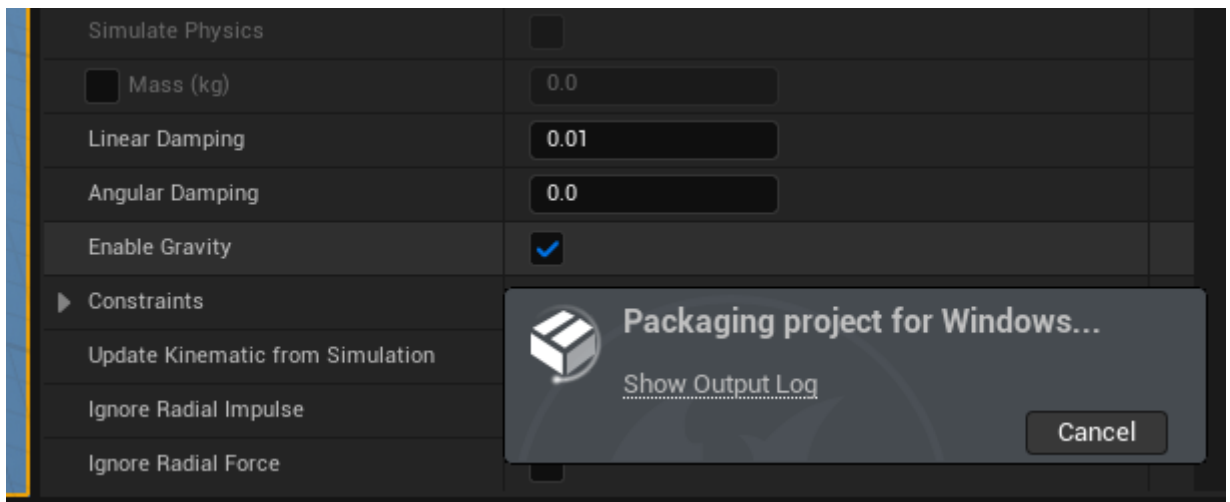 Simulate Physics
Mass (kg) 0.0
Linear Damping 0.01
Angular Damping 0.0
Enable Gravity
Constraints
Update Kinematic from Simulation
Ignore Radial Impulse
Ignore Radial Force
Packaging project for Windows...
Show Output Log
Cancel